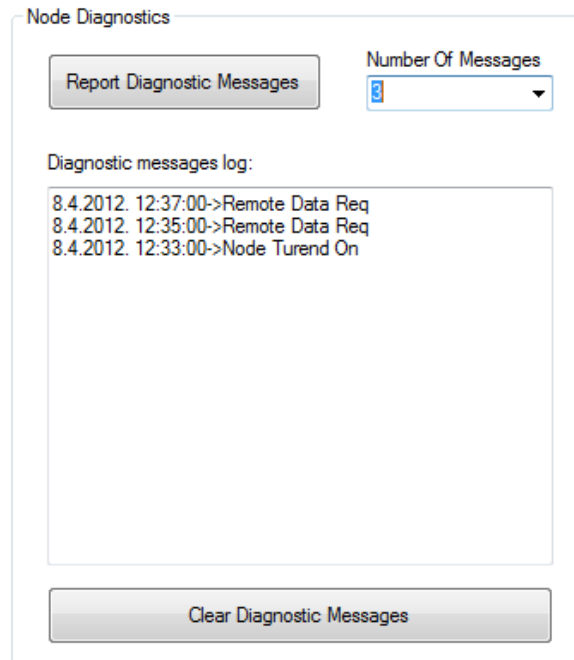 Node Diagnostics
Number Of Messages
Report Diagnostic Messages
3
Diagnostic messages log:
8.4.2012. 12:37:00->Remote Data Req
8.4.2012. 12:35:00->Remote Data Req
8.4.2012. 12:33:00->Node Turend On
Clear Diagnostic Messages